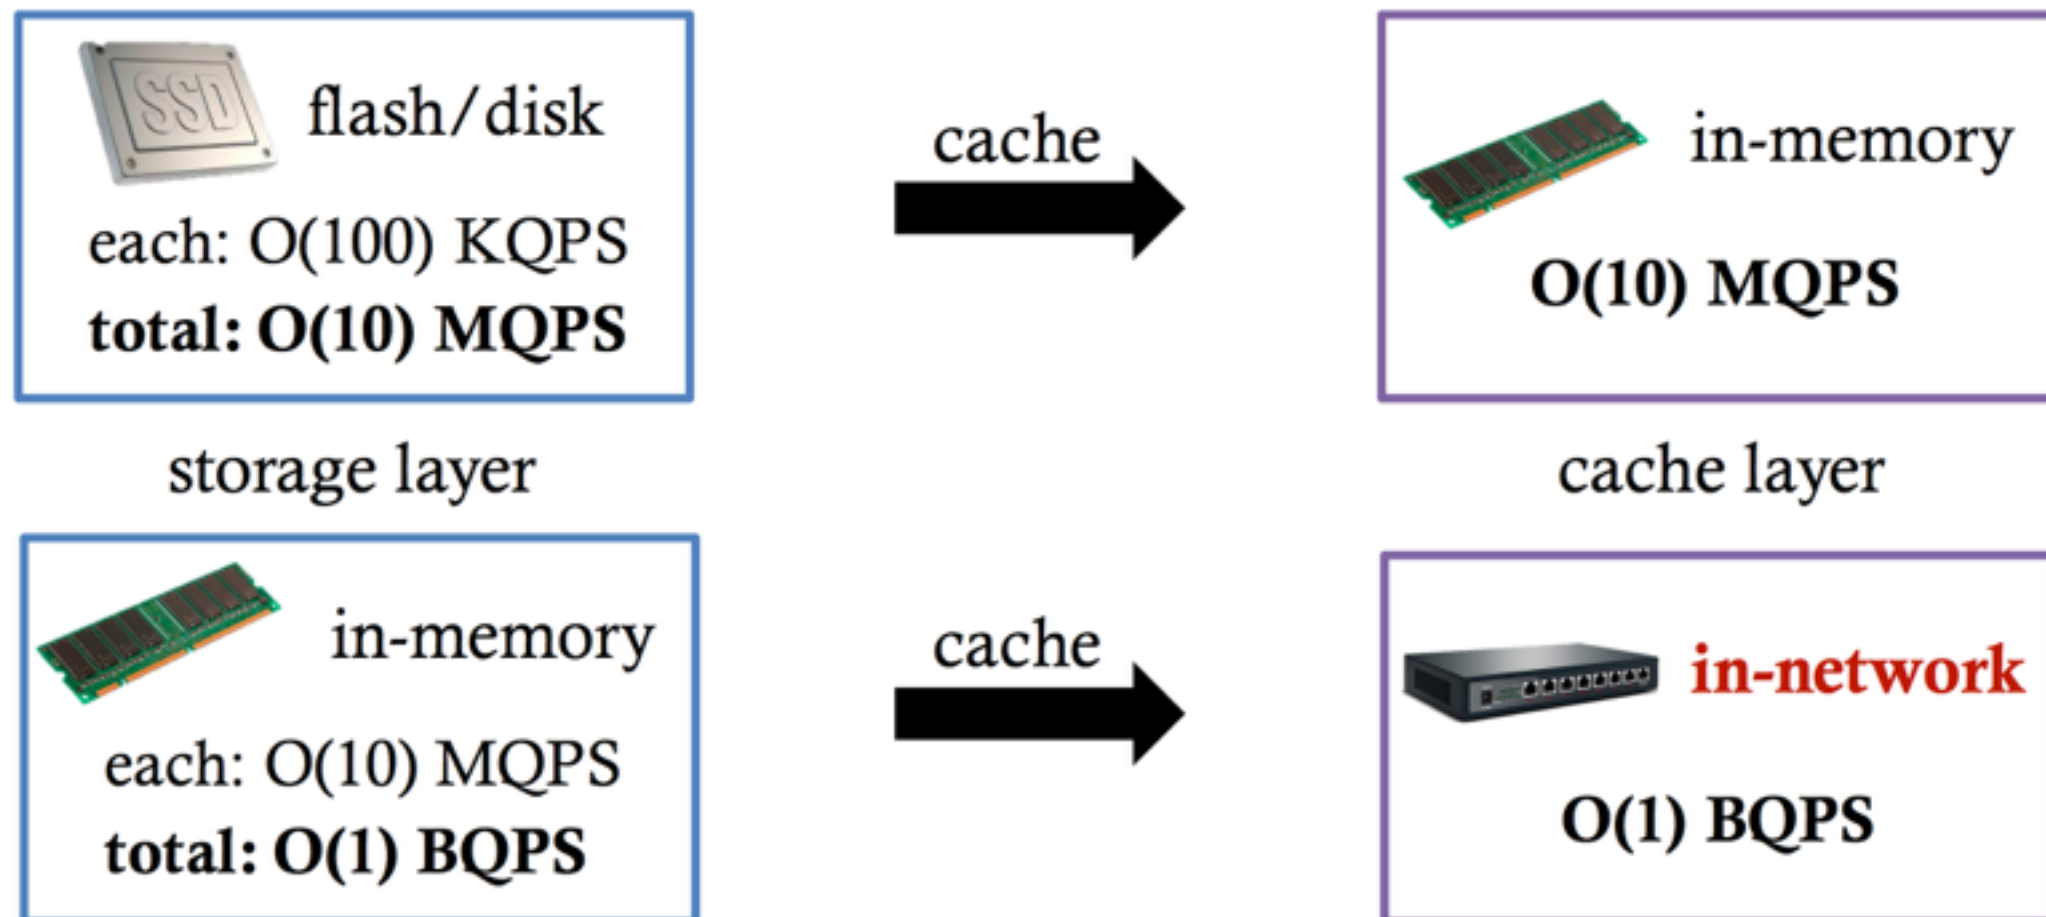 SSD
flash/disk
each: O(100) KQPS
total: O(10) MQPS
cache
in-memory
O(10) MQPS
storage layer
cache layer
in-memory
each: O(10) MQPS
total: O(1) BQPS
cache
in-network
O(1) BQPS